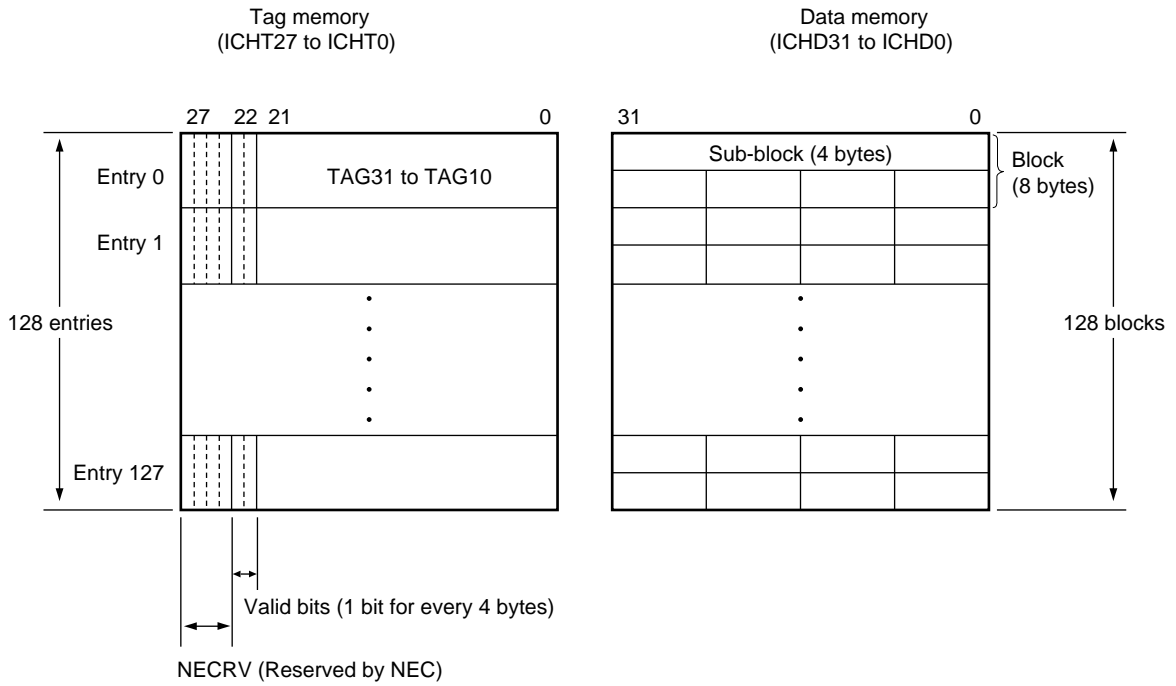 Tag memory
(ICHT27 to ICHT0)
Data memory
(ICHD31 to ICHD0)
27 22 21 0
31 0
Entry 0
TAG31 to TAG10
Sub-block (4 bytes)
Block
(8 bytes)
Entry 1
128 entries
128 blocks
Entry 127
Valid bits (1 bit for every 4 bytes)
NECRV (Reserved by NEC)